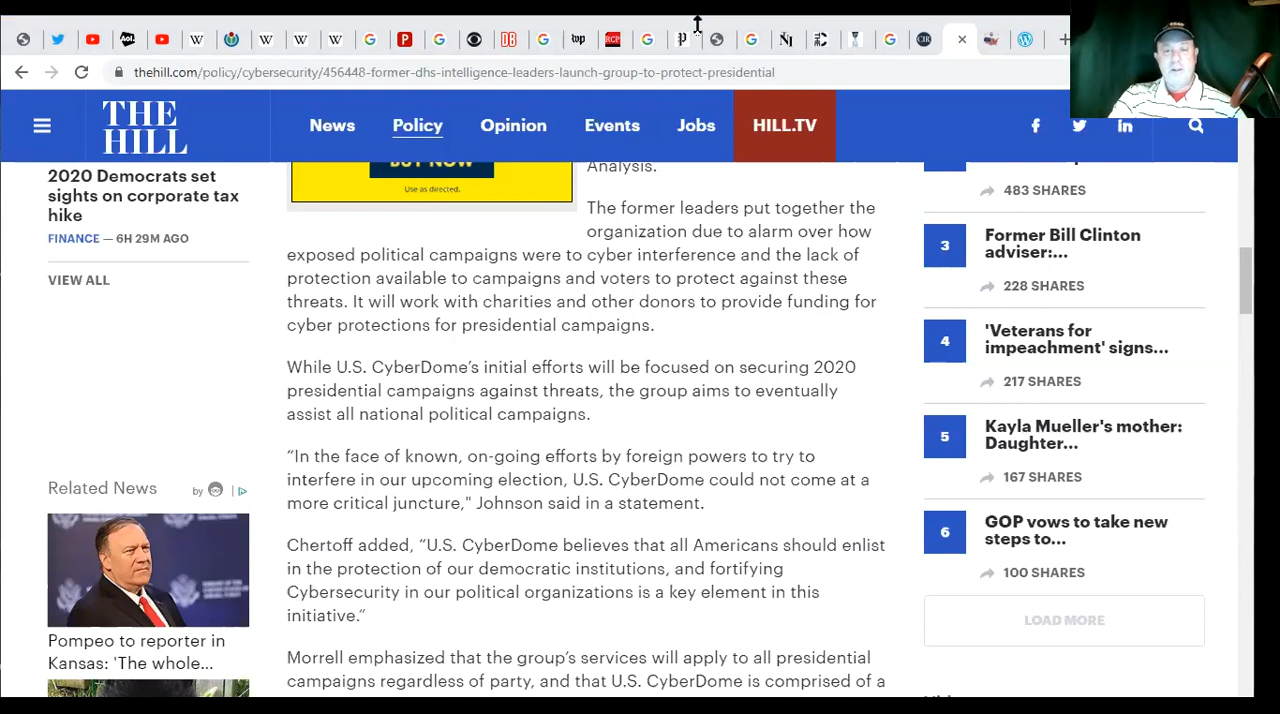 Aol.
W
W
W
W
G
P
G
DB
G
wp
RCP
G
P
G
NI
G
CIR
thehill.com/policy/cybersecurity/456448-former-dhs-intelligence-leaders-launch-group-to-protect-presidential
THE
HILL
News
Policy
Opinion
Events
Jobs
HILL.TV
2020 Democrats set
sights on corporate tax
hike
FINANCE — 6H 29M AGO
VIEW ALL
Related News
by
Pompeo to reporter in
Kansas: 'The whole...
BUY NOW
Use as directed.
Analysis.
The former leaders put together the
organization due to alarm over how
exposed political campaigns were to cyber interference and the lack of
protection available to campaigns and voters to protect against these
threats. It will work with charities and other donors to provide funding for
cyber protections for presidential campaigns.
While U.S. CyberDome’s initial efforts will be focused on securing 2020
presidential campaigns against threats, the group aims to eventually
assist all national political campaigns.
“In the face of known, on-going efforts by foreign powers to try to
interfere in our upcoming election, U.S. CyberDome could not come at a
more critical juncture," Johnson said in a statement.
Chertoff added, “U.S. CyberDome believes that all Americans should enlist
in the protection of our democratic institutions, and fortifying
Cybersecurity in our political organizations is a key element in this
initiative.”
Morrell emphasized that the group’s services will apply to all presidential
campaigns regardless of party, and that U.S. CyberDome is comprised of a
483 SHARES
3
Former Bill Clinton
adviser:...
228 SHARES
4
'Veterans for
impeachment' signs...
217 SHARES
5
Kayla Mueller's mother:
Daughter...
167 SHARES
6
GOP vows to take new
steps to...
100 SHARES
LOAD MORE